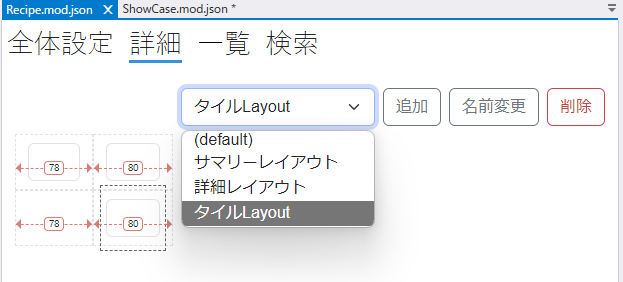 Recipe.mod.json ShowCase.mod.json *
全体設定 詳細 一覧 検索
タイルLayout 追加 名前変更 削除
(default)
サマリーレイアウト
詳細レイアウト
タイルLayout
78 80
78 80